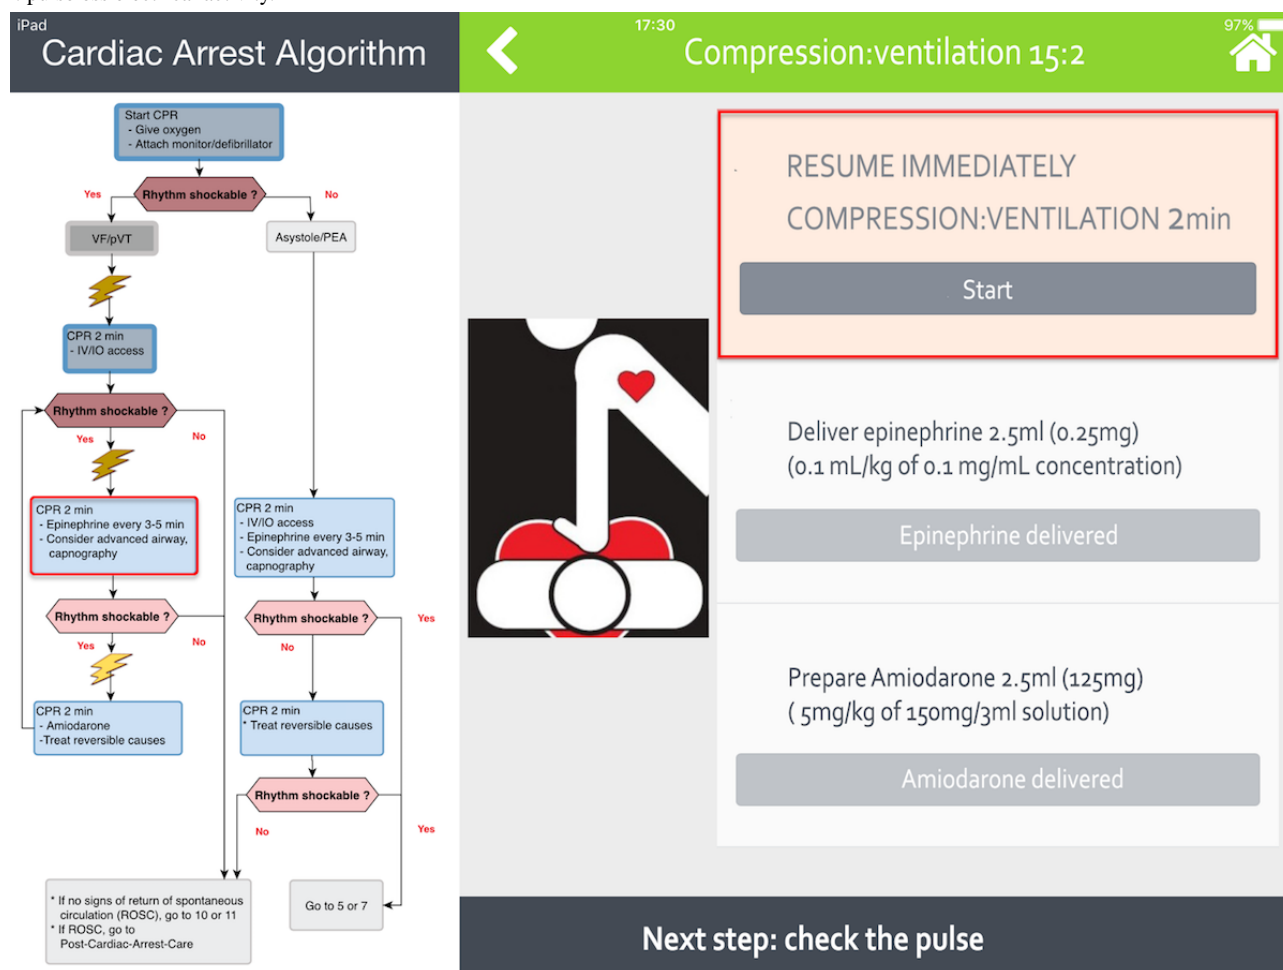 iPad
17:30
97%
Cardiac Arrest Algorithm
Compression:ventilation 15:2
Start CPR
- Give oxygen
- Attach monitor/defibrillator
Rhythm shockable ?
Yes
No
VF/pVT
Asystole/PEA
CPR 2 min
- IV/IO access
Rhythm shockable ?
Yes
No
CPR 2 min
- Epinephrine every 3-5 min
- Consider advanced airway,
capnography
CPR 2 min
- IV/IO access
- Epinephrine every 3-5 min
- Consider advanced airway,
capnography
Rhythm shockable ?
Yes
No
Rhythm shockable ?
Yes
No
CPR 2 min
- Amiodarone
-Treat reversible causes
CPR 2 min
* Treat reversible causes
Rhythm shockable ?
No
Yes
* If no signs of return of spontaneous
circulation (ROSC), go to 10 or 11
* If ROSC, go to
Post-Cardiac-Arrest-Care
Go to 5 or 7
RESUME IMMEDIATELY
COMPRESSION:VENTILATION 2min
Start
Deliver epinephrine 2.5ml (0.25mg)
(0.1 mL/kg of 0.1 mg/mL concentration)
Epinephrine delivered
Prepare Amiodarone 2.5ml (125mg)
( 5mg/kg of 150mg/3ml solution)
Amiodarone delivered
Next step: check the pulse